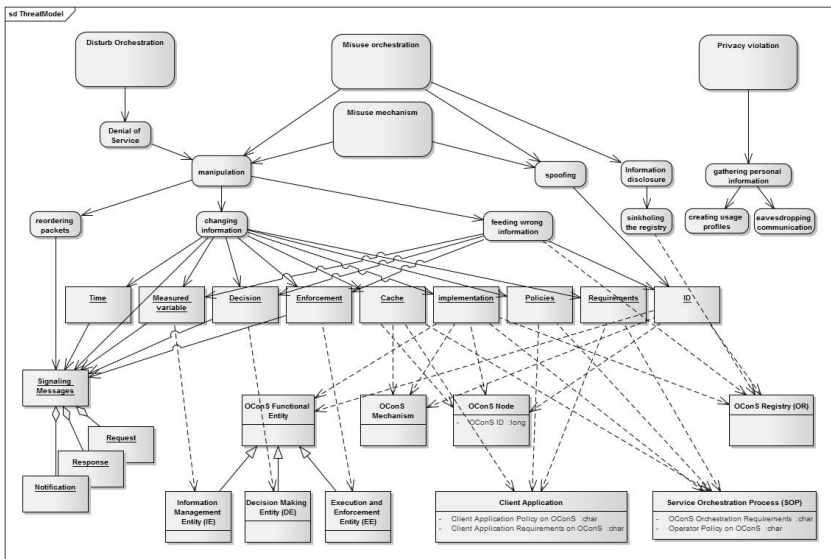 sd ThreatModel
Disturb Orchestration
Misuse orchestration
Privacy violation
Misuse mechanism
Denial of
Service
manipulation
spoofing
Information
disclosure
gathering personal
information
reordering
packets
changing
information
feeding wrong
information
sinkholing
the registry
creating usage
profiles
eavesdropping
communication
Time
Measured
variable
Decision
Enforcement
Cache
implementation
Policies
Requirements
ID
Signaling
Messages
OConS Functional
Entity
OConS
Mechanism
OConS Node
- OConS ID :long
OConS Registry (OR)
Request
Response
Notification
Information
Management
Entity (IE)
Decision Making
Entity (DE)
Execution and
Enforcement
Entity (EE)
Client Application
- Client Application Policy on OConS :char
- Client Application Requirements on OConS :char
Service Orchestration Process (SOP)
- OConS Orchestration Requirements :char
- Operator Policy on OConS :char